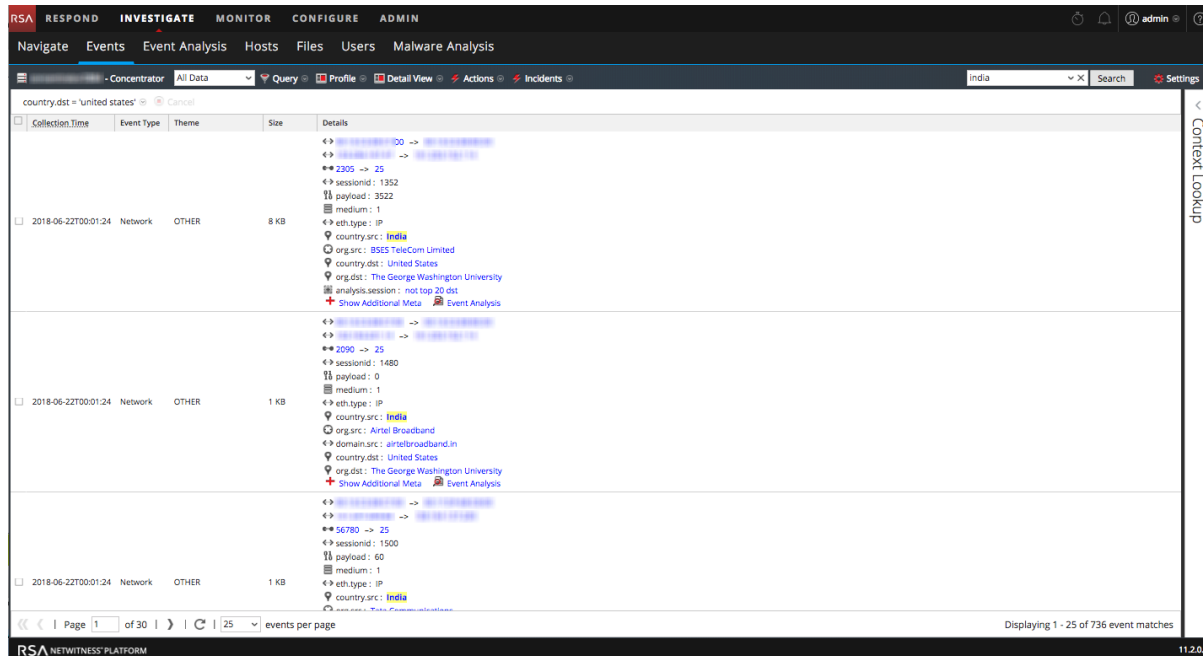 RSA RESPOND INVESTIGATE MONITOR CONFIGURE ADMIN admin
Navigate Events Event Analysis Hosts Files Users Malware Analysis
- Concentrator All Data Query Profile Detail View Actions Incidents india Search Settings
country.dst = 'united states' Cancel
Collection Time Event Type Theme Size Details
Context Lookup
00 ->
->
2305 -> 25
sessionid : 1352
payload : 3522
medium : 1
2018-06-22T00:01:24 Network OTHER 8 KB eth.type : IP
country.src : India
org.src : BSES TeleCom Limited
country.dst : United States
org.dst : The George Washington University
analysis.session : not top 20 dst
Show Additional Meta Event Analysis
->
->
2090 -> 25
sessionid : 1480
payload : 0
medium : 1
2018-06-22T00:01:24 Network OTHER 1 KB eth.type : IP
country.src : India
org.src : Airtel Broadband
domain.src : airtelbroadband.in
country.dst : United States
org.dst : The George Washington University
Show Additional Meta Event Analysis
->
->
56780 -> 25
sessionid : 1500
payload : 60
medium : 1
2018-06-22T00:01:24 Network OTHER 1 KB eth.type : IP
country.src : India
org.src : Tata Communications
Page 1 of 30 25 events per page Displaying 1 - 25 of 736 event matches
RSA NETWITNESS PLATFORM 11.2.0